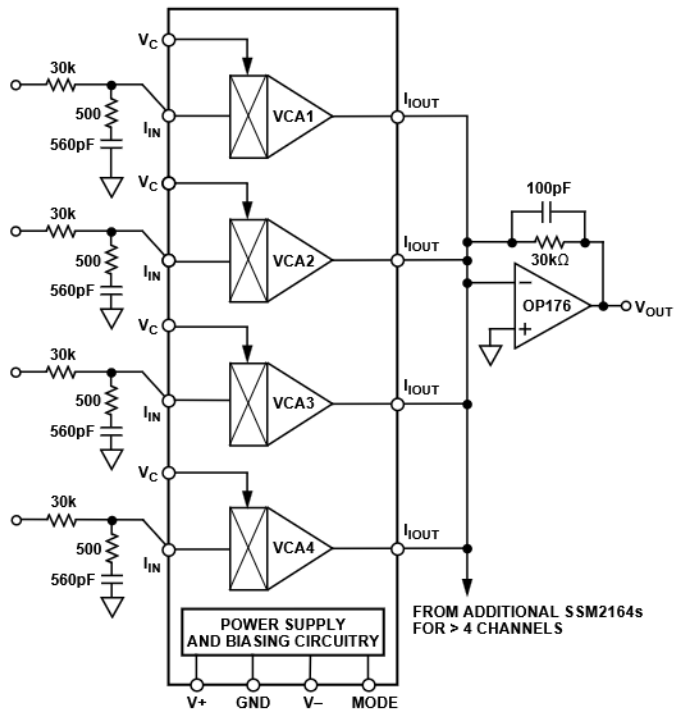 VC
30k
500
560pF
IIN
VCA1
IIOUT
VC
30k
500
560pF
IIN
VCA2
IIOUT
100pF
30kΩ
–
+
OP176
VOUT
VC
30k
500
560pF
IIN
VCA3
IIOUT
VC
30k
500
560pF
IIN
VCA4
IIOUT
FROM ADDITIONAL SSM2164s
FOR > 4 CHANNELS
POWER SUPPLY
AND BIASING CIRCUITRY
V+ GND V– MODE